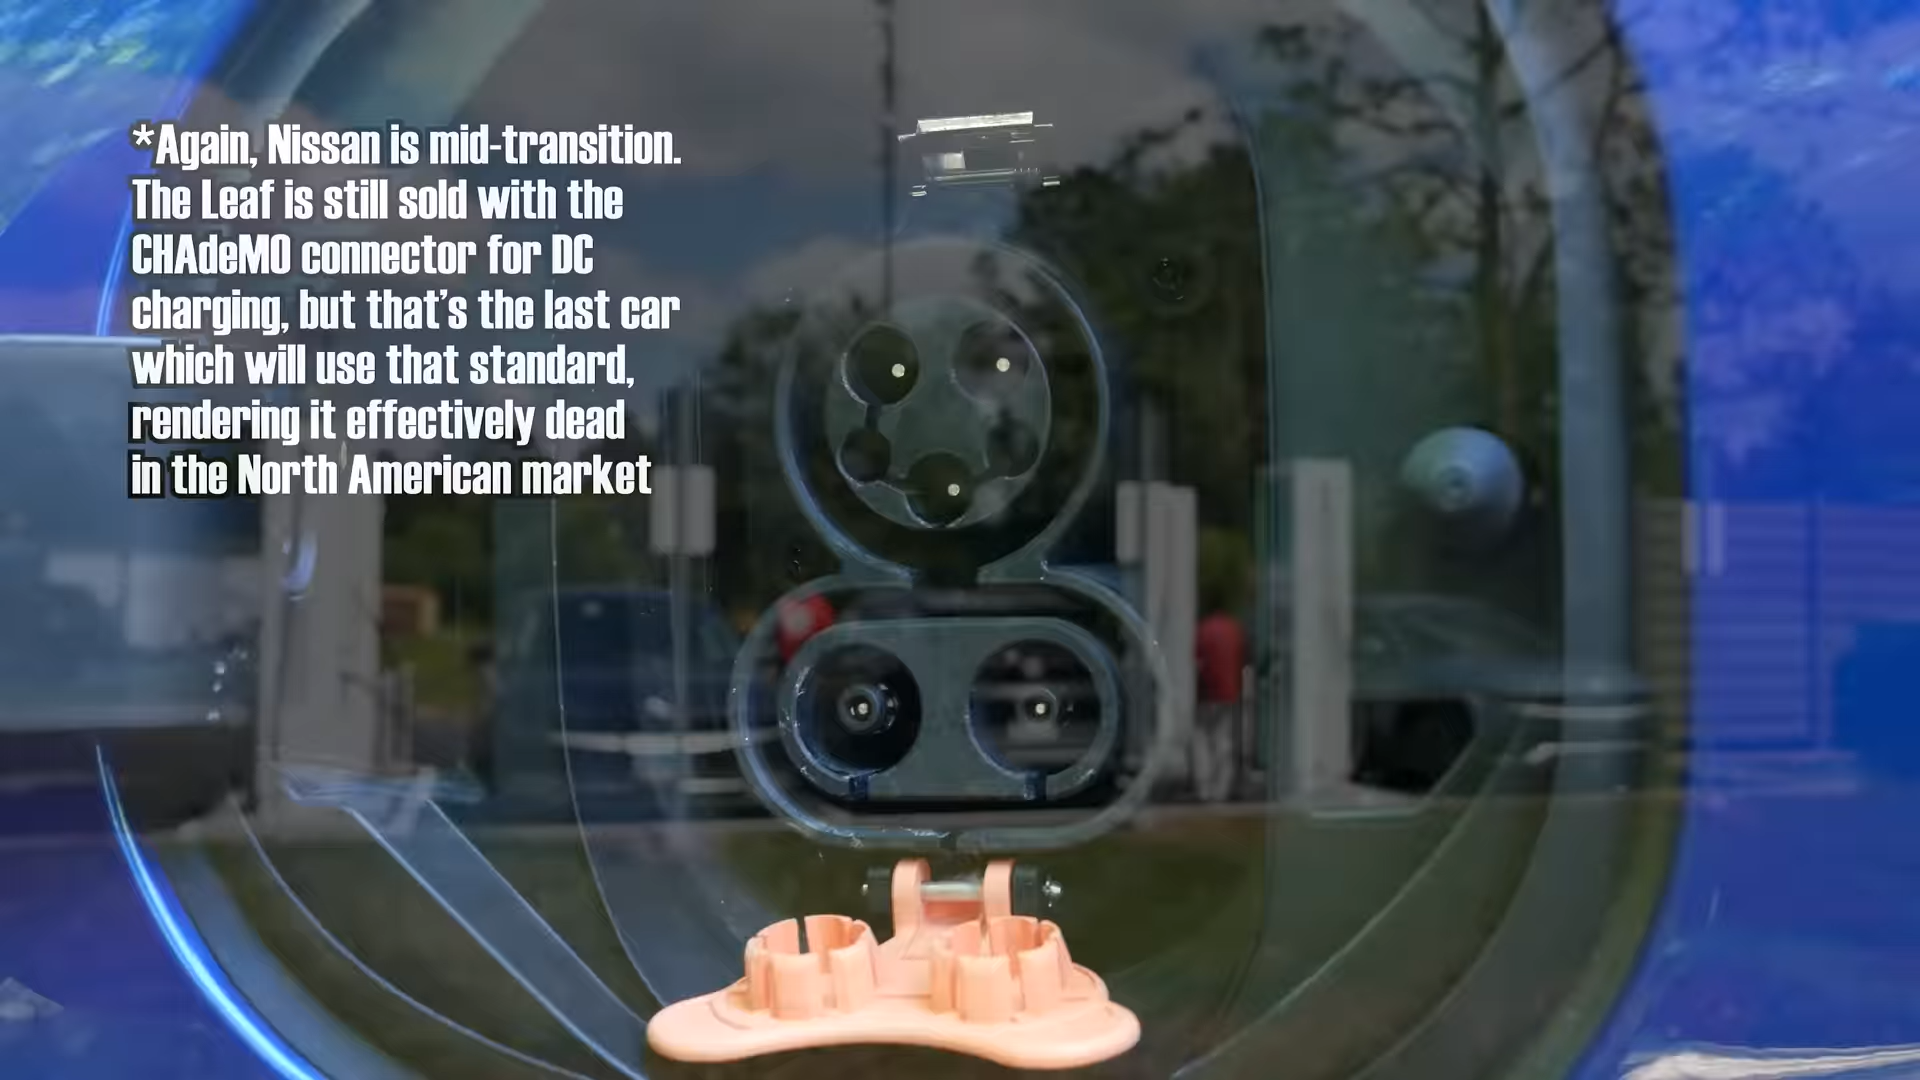 *Again, Nissan is mid-transition.
The Leaf is still sold with the
CHAdeMO connector for DC
charging, but that's the last car
which will use that standard,
rendering it effectively dead
in the North American market